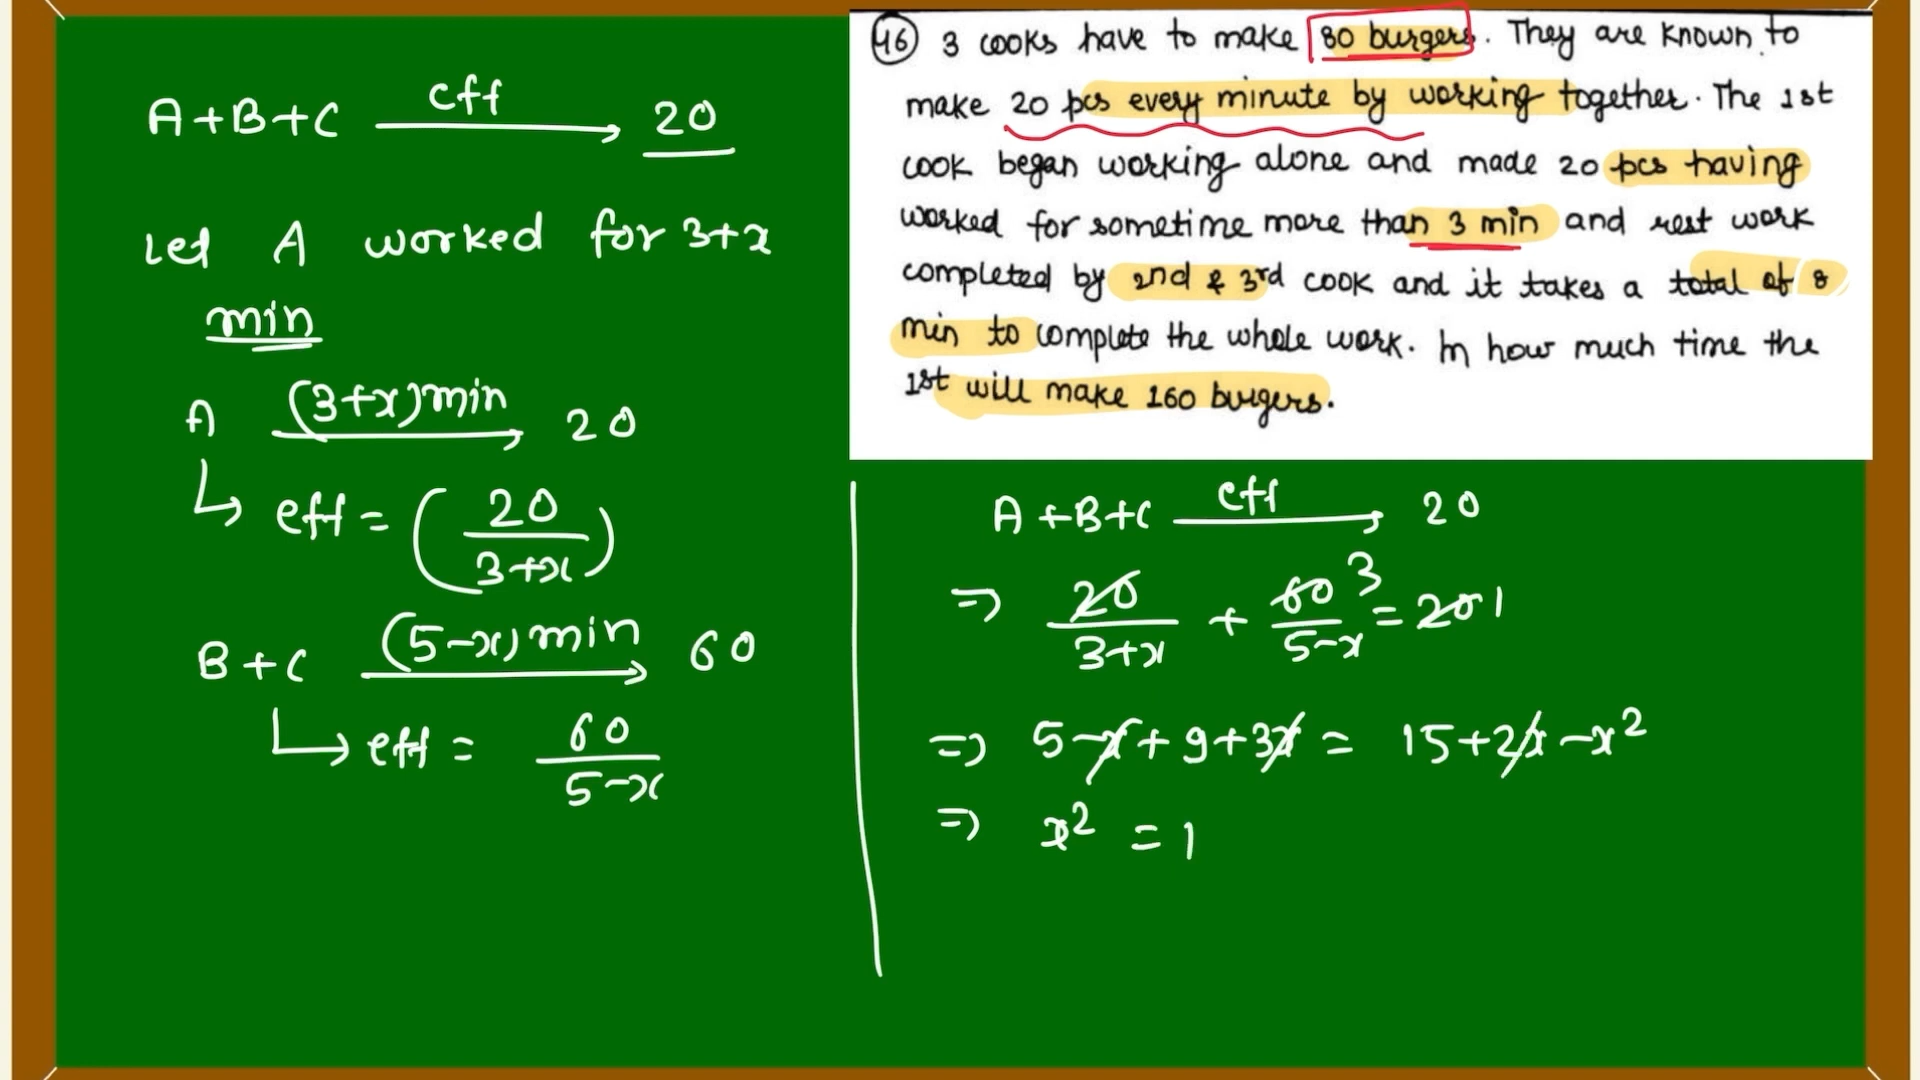 A+B+C eff → 20
Let A worked for 3+x
min
A (3+x)min → 20
↳ eff = (20/3+x)
B+C (5-x)min → 60
↳ eff = 60/5-x
46 3 cooks have to make 80 burgers. They are known to
make 20 pcs every minute by working together. The 1st
cook began working alone and made 20 pcs having
worked for sometime more than 3 min and rest work
completed by 2nd & 3rd cook and it takes a total of 8
min to complete the whole work. In how much time the
1st will make 160 burgers.
A+B+C eff → 20
⇒ 20/3+x + 60 3/5-x = 20 1
⇒ 5-x+9+3x = 15+2x-x²
⇒ x² = 1